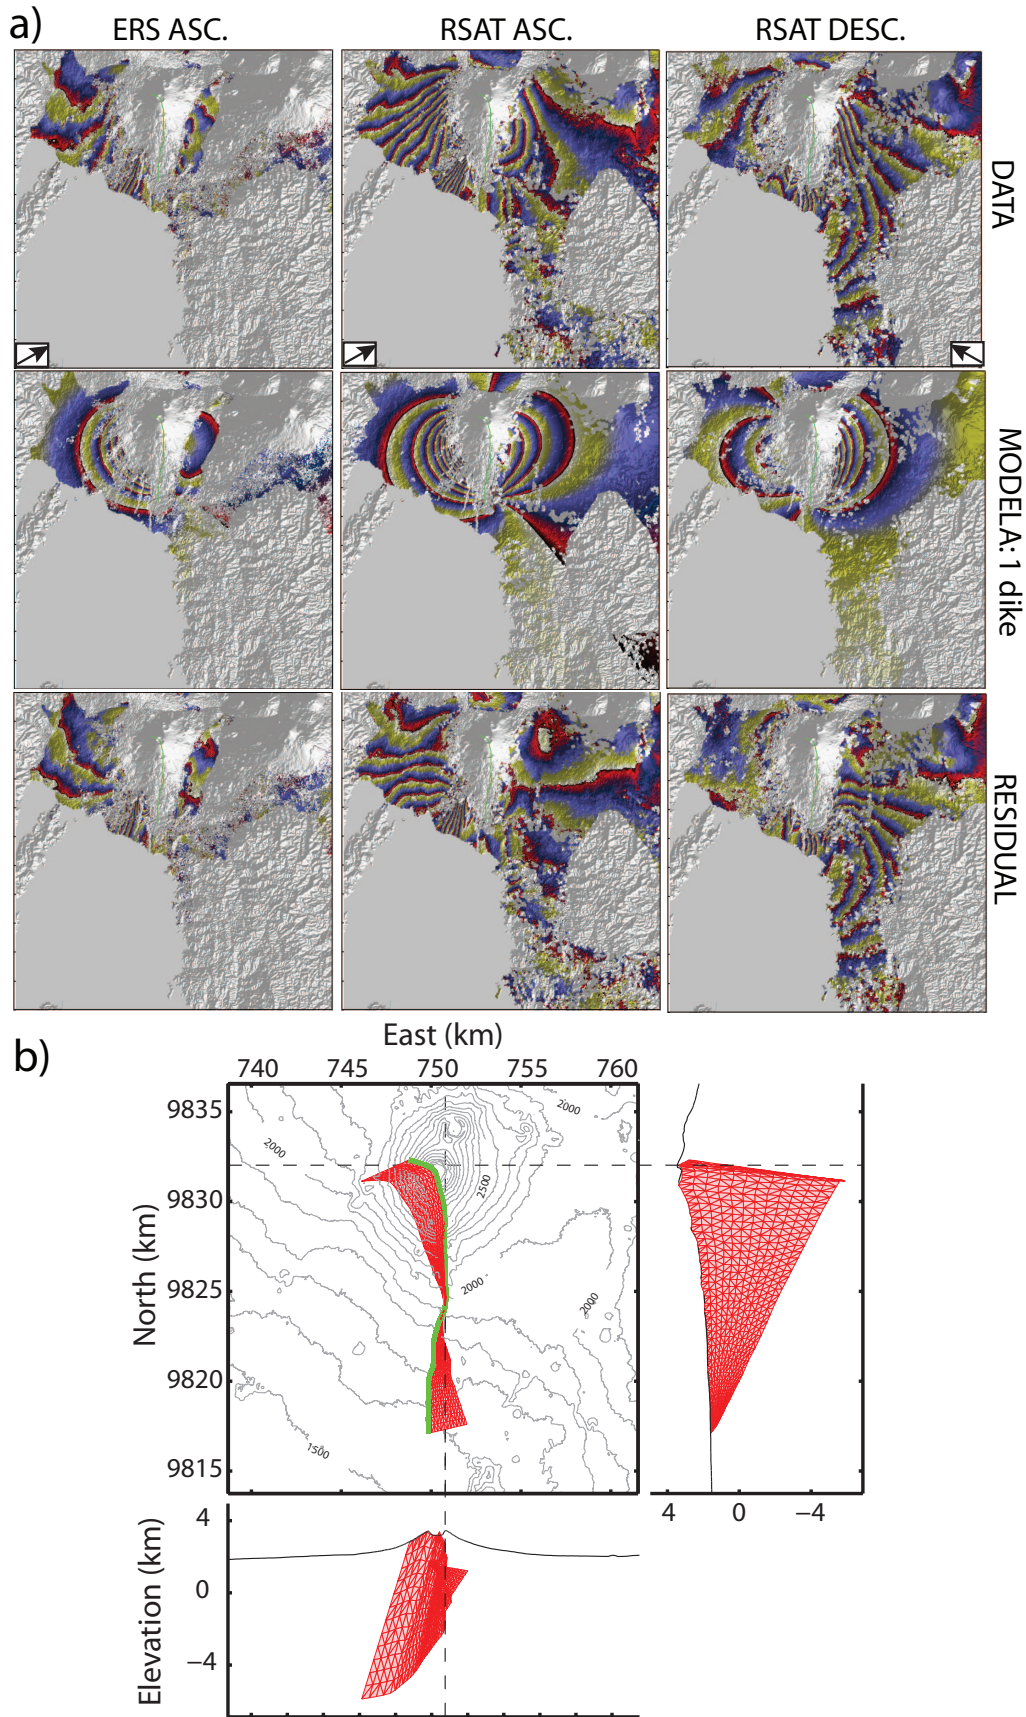 a)
ERS ASC. RSAT ASC. RSAT DESC.
DATA
MODELA: 1 dike
RESIDUAL
b)
East (km)
740 745 750 755 760
North (km)
9835
9830
9825
9820
9815
2000
2000
2500
2000
2000
1500
4 0 −4
Elevation (km)
4
0
−4